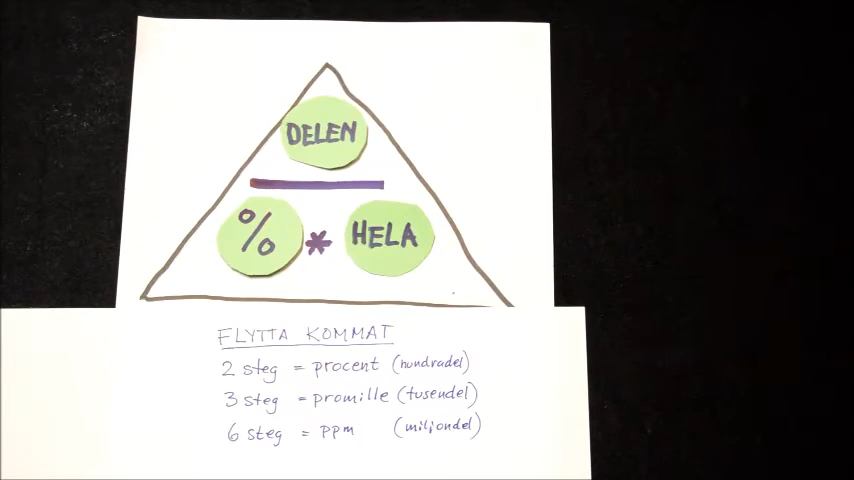 DELEN
% * HELA
FLYTTA KOMMAT
2 steg = procent (hundradel)
3 steg = promille (tusendel)
6 steg = ppm (miljondel)